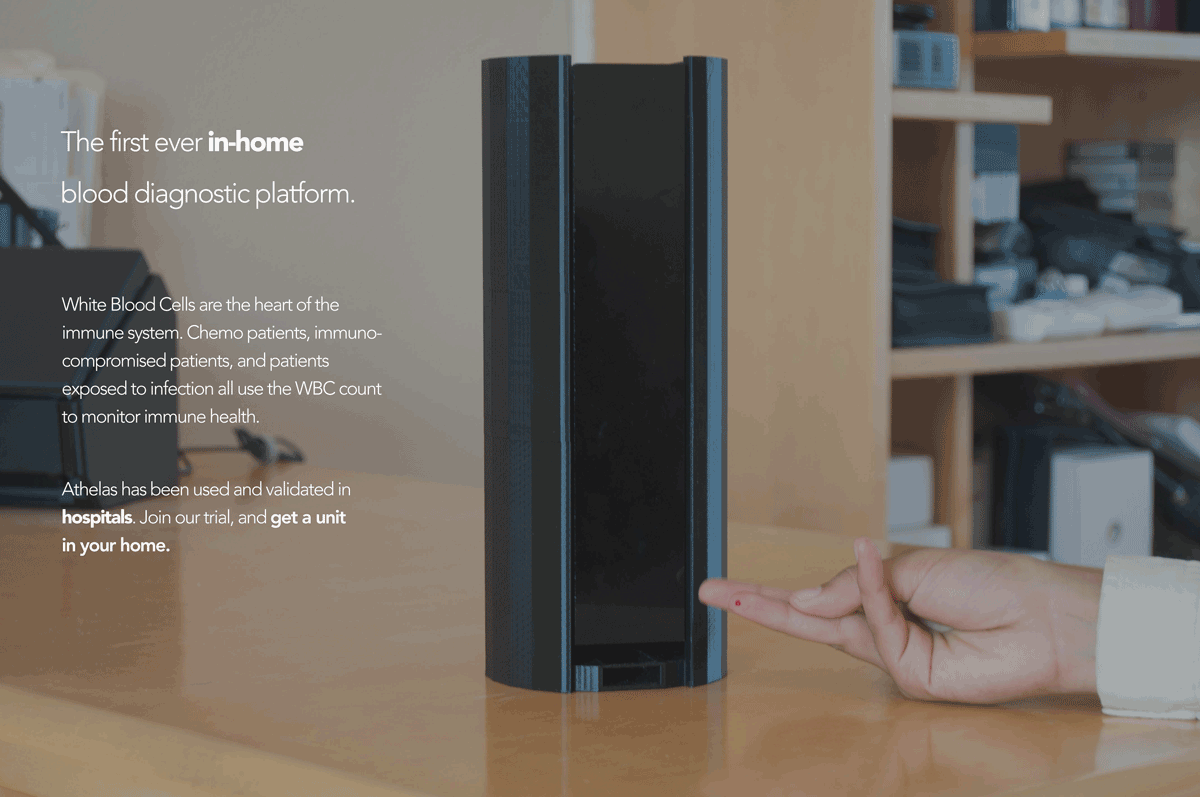 The first ever in-home
blood diagnostic platform.
White Blood Cells are the heart of the
immune system. Chemo patients, immuno-
compromised patients, and patients
exposed to infection all use the WBC count
to monitor immune health.
Athelas has been used and validated in
hospitals. Join our trial, and get a unit
in your home.